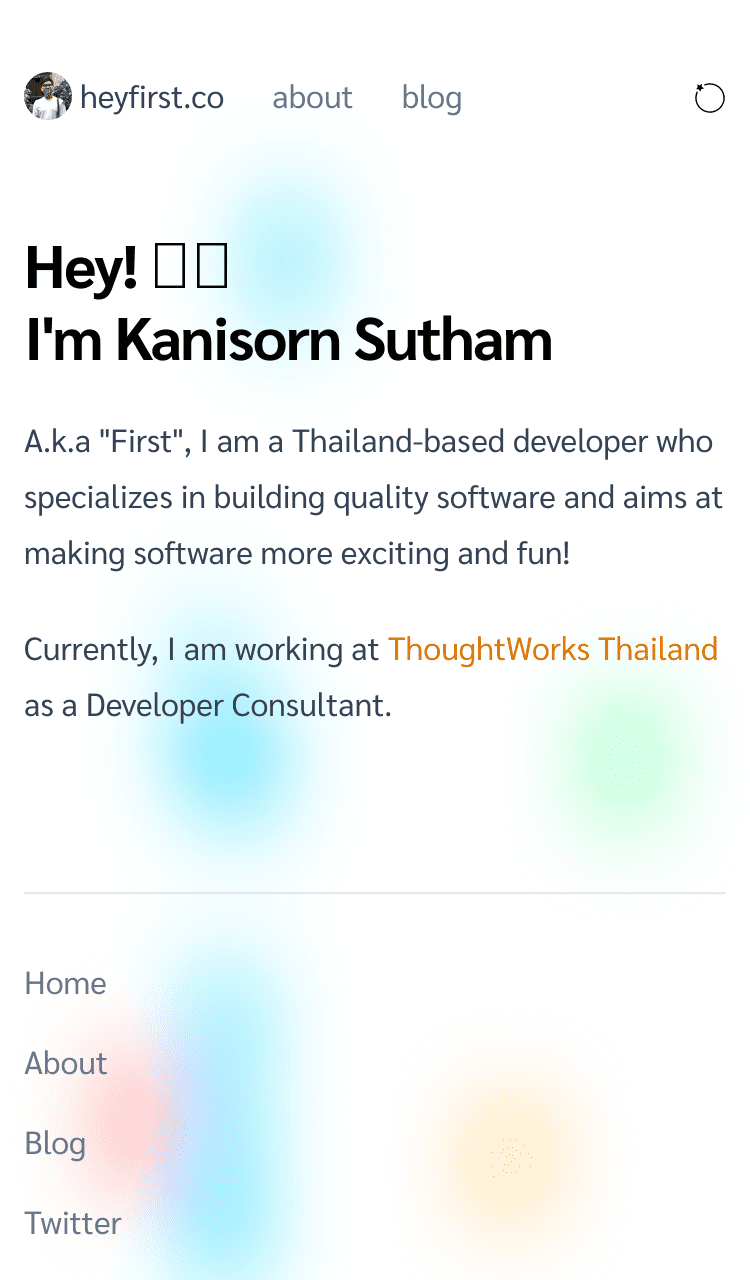 heyfirst.co about blog
Hey!
I'm Kanisorn Sutham
A.k.a "First", I am a Thailand-based developer who
specializes in building quality software and aims at
making software more exciting and fun!
Currently, I am working at ThoughtWorks Thailand
as a Developer Consultant.
Home
About
Blog
Twitter